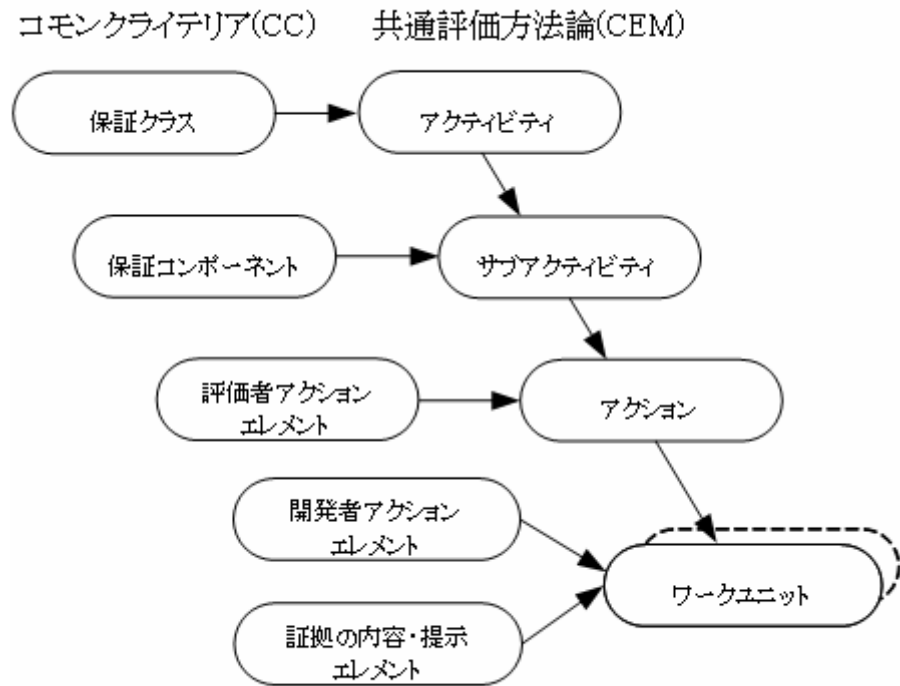 コモンクライテリア(CC) 共通評価方法論(CEM)
保証クラス
アクティビティ
保証コンポーネント
サブアクティビティ
評価者アクション
エレメント
アクション
開発者アクション
エレメント
ワークユニット
証拠の内容・提示
エレメント